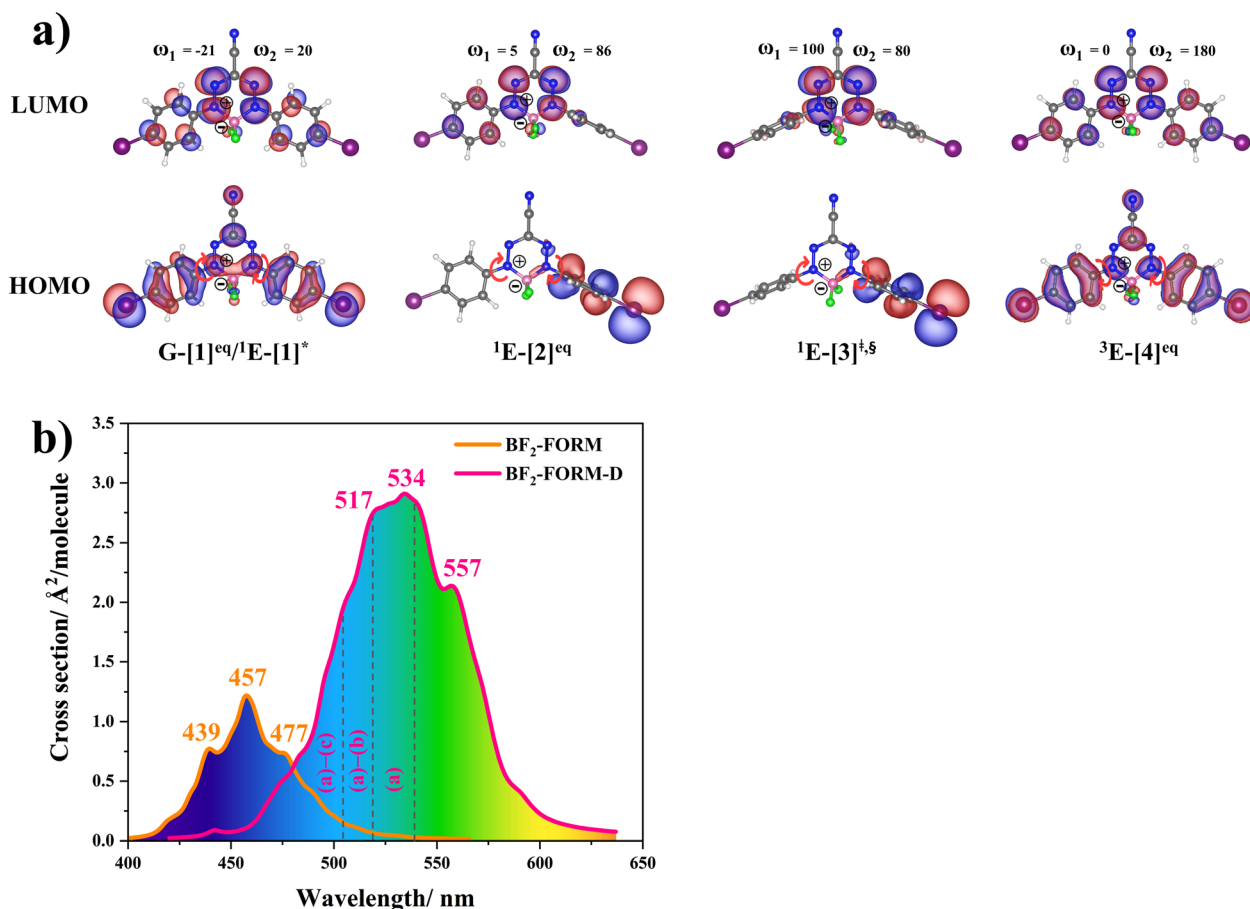 a)
ω₁ = -21 ω₂ = 20 ω₁ = 5 ω₂ = 86 ω₁ = 100 ω₂ = 80 ω₁ = 0 ω₂ = 180
LUMO
⊕ ⊕ ⊕ ⊕
⊖ ⊖ ⊖ ⊖
HOMO
⊕ ⊕ ⊕ ⊕
⊖ ⊖ ⊖ ⊖
G-[1]ᵉq/¹E-[1]* ¹E-[2]ᵉq ¹E-[3]‡,§ ³E-[4]ᵉq
b)
BF₂-FORM
BF₂-FORM-D
3.5
3.0
2.5
2.0
1.5
1.0
0.5
0.0
Cross section/ Å²/molecule
517
534
557
457
439
477
(a)–(c)
(a)–(b)
(a)
400 450 500 550 600 650
Wavelength/ nm